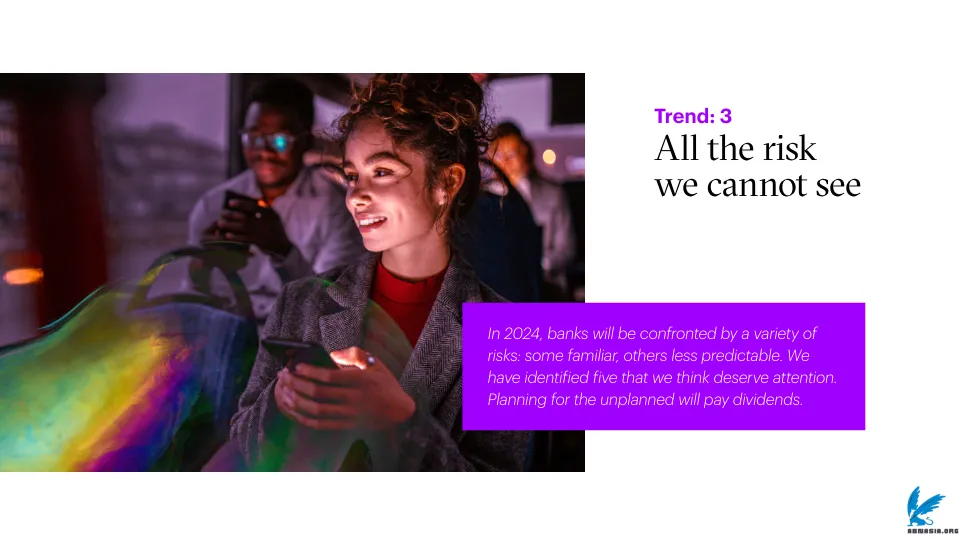 Trend: 3
All the risk
we cannot see
In 2024, banks will be confronted by a variety of
risks: some familiar, others less predictable. We
have identified five that we think deserve attention.
Planning for the unplanned will pay dividends.
ABNASIA.ORG